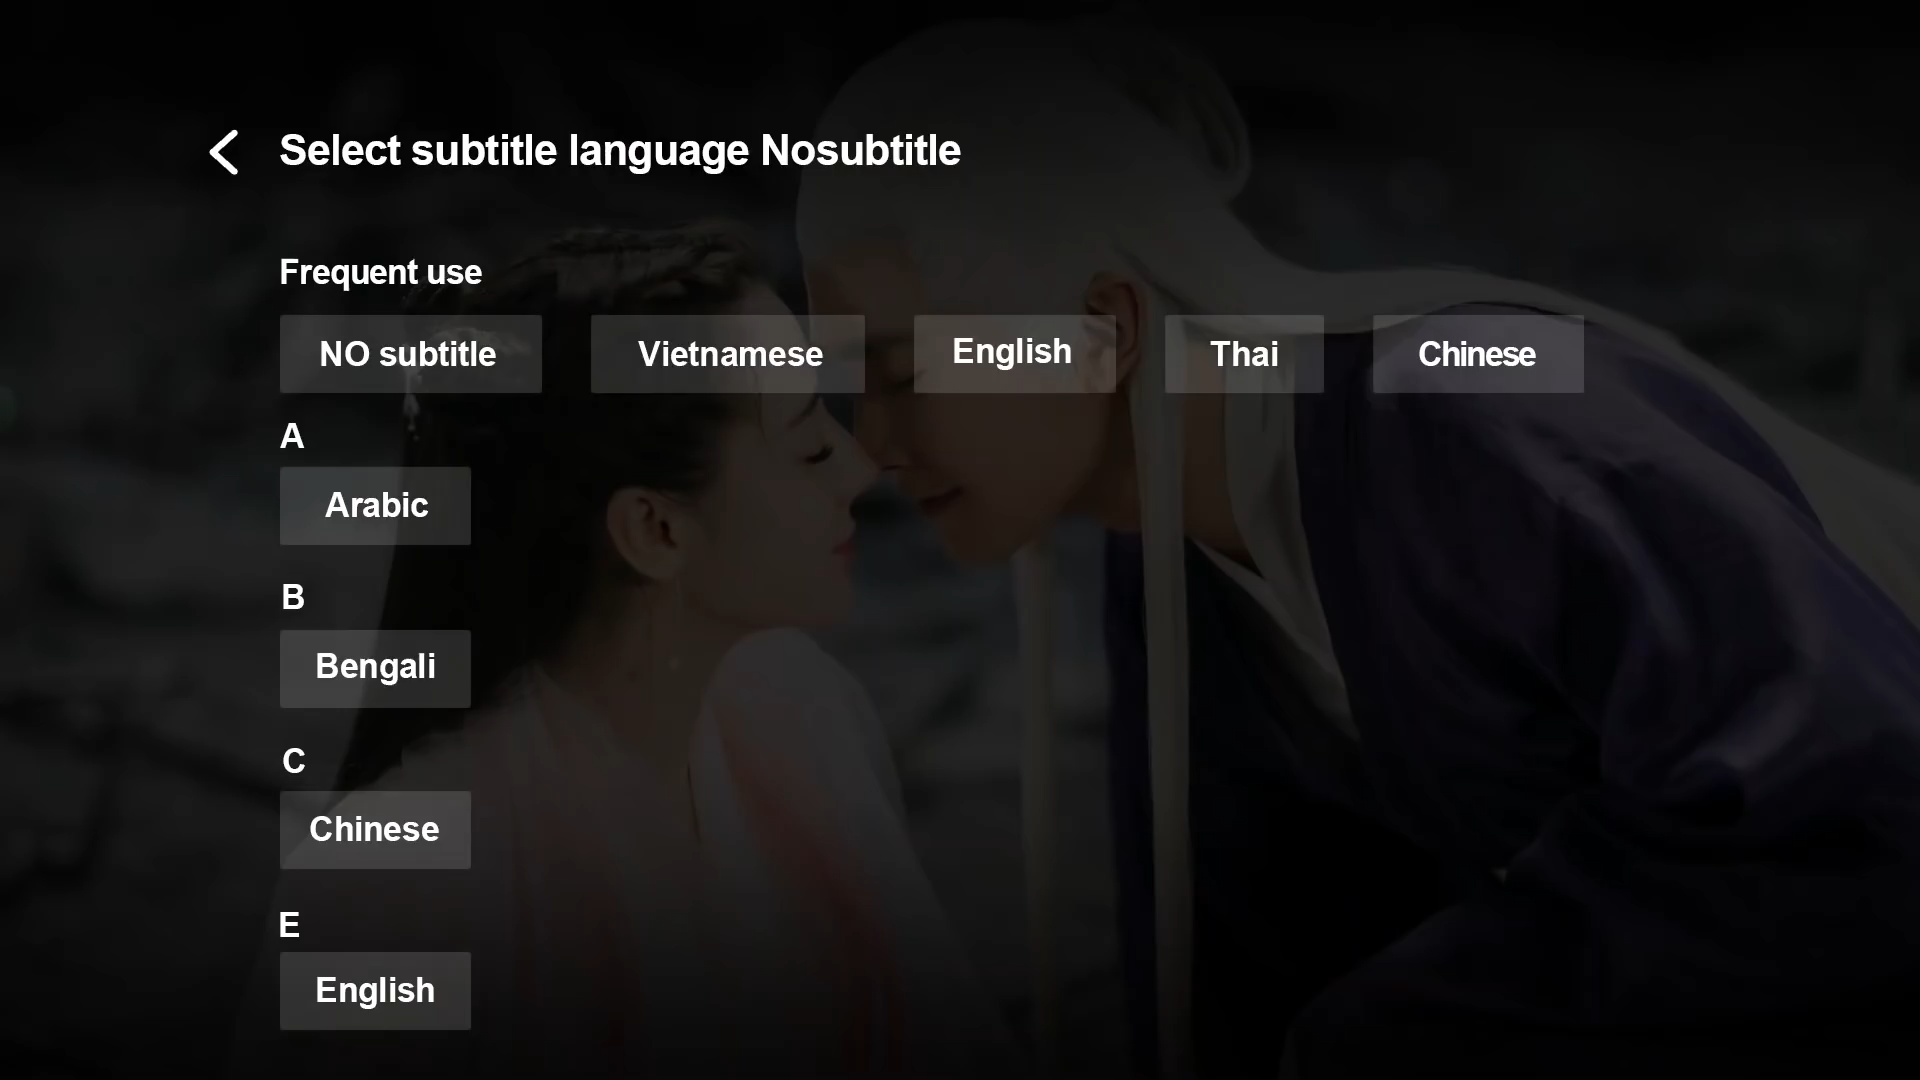 Select subtitle language Nosubtitle
Frequent use
NO subtitle Vietnamese English Thai Chinese
A
Arabic
B
Bengali
C
Chinese
E
English